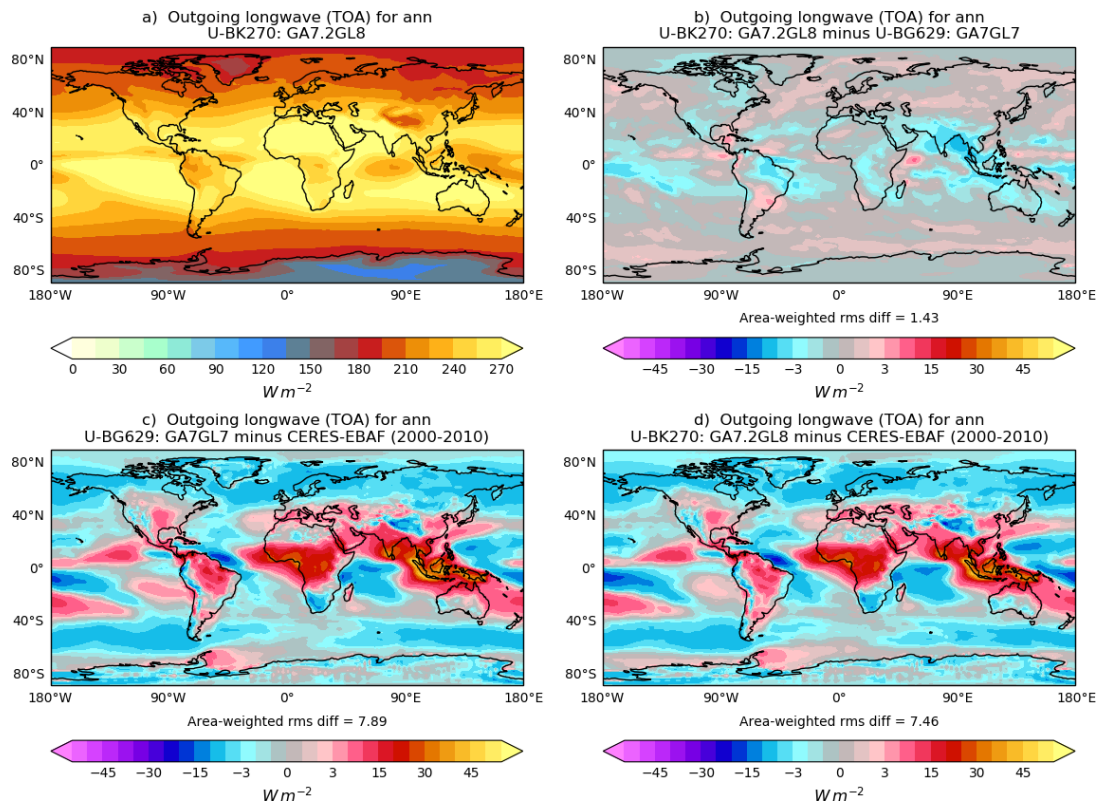 a)  Outgoing longwave (TOA) for ann
U-BK270: GA7.2GL8
80°N
40°N
0°
40°S
80°S
180°W 90°W 0° 90°E 180°E
0 30 60 90 120 150 180 210 240 270
W m⁻²
b)  Outgoing longwave (TOA) for ann
U-BK270: GA7.2GL8 minus U-BG629: GA7GL7
80°N
40°N
0°
40°S
80°S
180°W 90°W 0° 90°E 180°E
Area-weighted rms diff = 1.43
−45 −30 −15 −3 0 3 15 30 45
W m⁻²
c)  Outgoing longwave (TOA) for ann
U-BG629: GA7GL7 minus CERES-EBAF (2000-2010)
80°N
40°N
0°
40°S
80°S
180°W 90°W 0° 90°E 180°E
Area-weighted rms diff = 7.89
−45 −30 −15 −3 0 3 15 30 45
W m⁻²
d)  Outgoing longwave (TOA) for ann
U-BK270: GA7.2GL8 minus CERES-EBAF (2000-2010)
80°N
40°N
0°
40°S
80°S
180°W 90°W 0° 90°E 180°E
Area-weighted rms diff = 7.46
−45 −30 −15 −3 0 3 15 30 45
W m⁻²